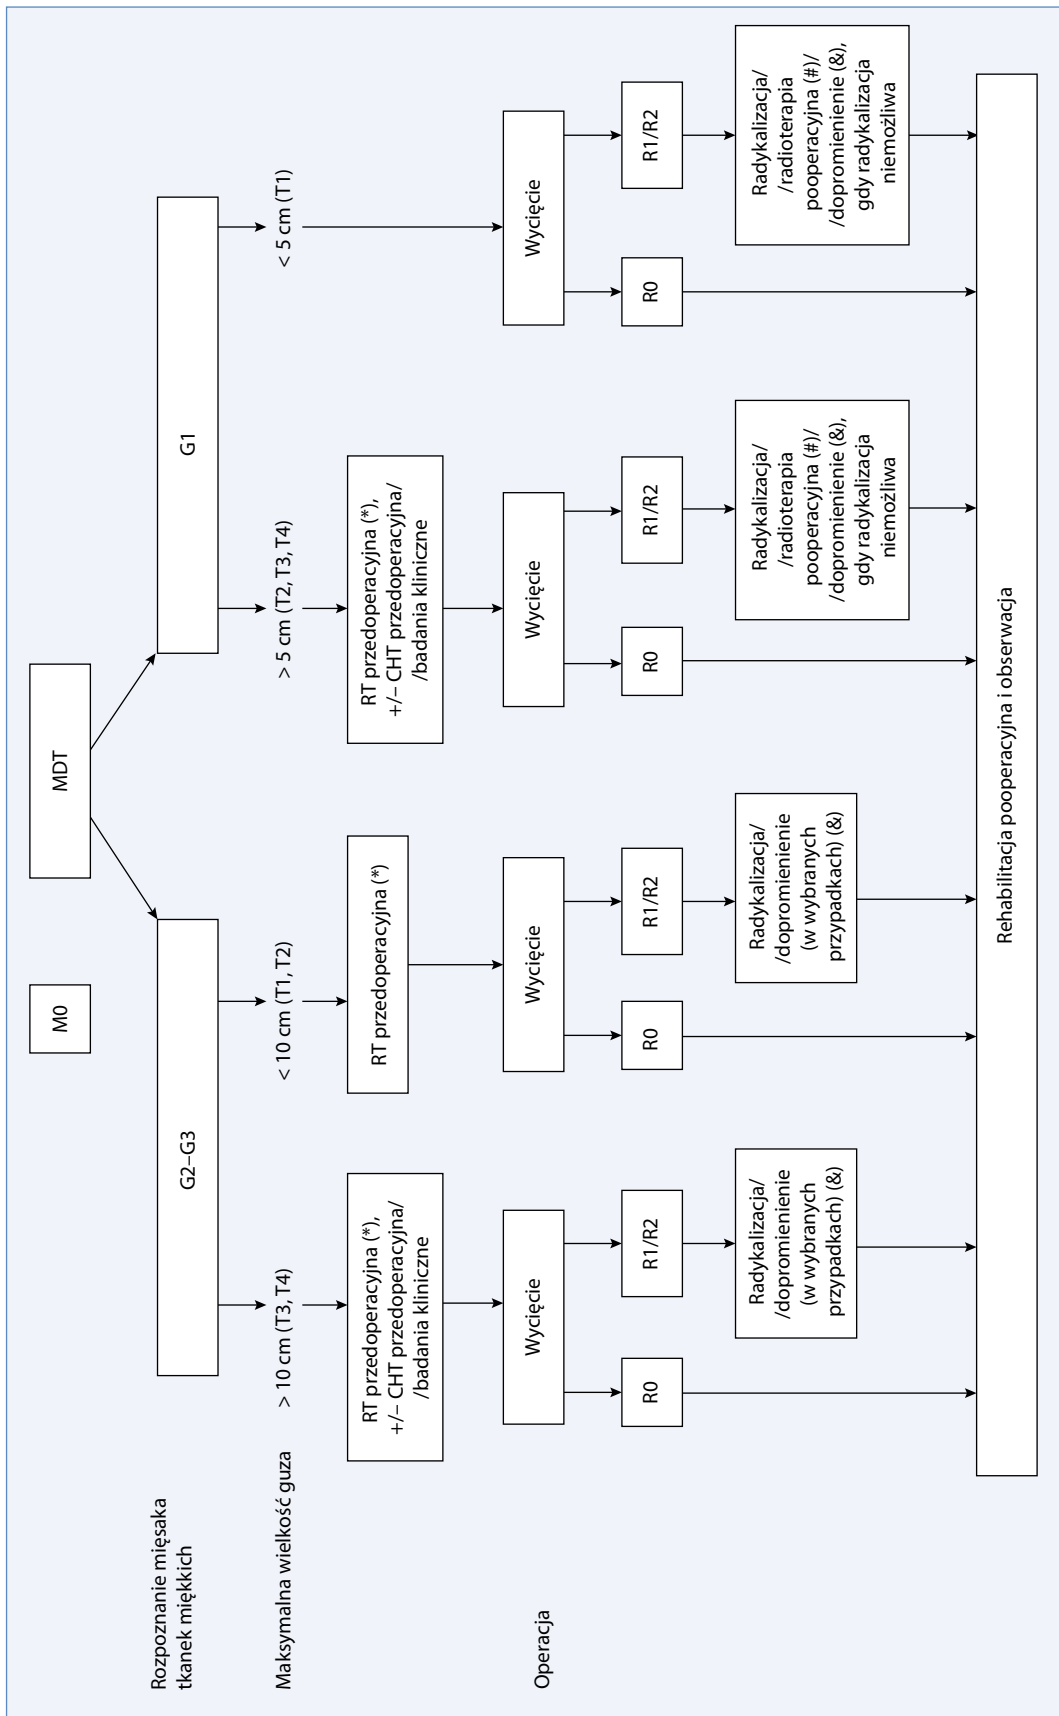 M0
MDT
Rozpoznanie mięsaka
tkanek miękkich
G2–G3
G1
Maksymalna wielkość guza
> 10 cm (T3, T4)
< 10 cm (T1, T2)
> 5 cm (T2, T3, T4)
< 5 cm (T1)
RT przedoperacyjna (*),
+/– CHT przedoperacyjna/
/badania kliniczne
RT przedoperacyjna (*)
RT przedoperacyjna (*),
+/– CHT przedoperacyjna/
/badania kliniczne
Operacja
Wycięcie
Wycięcie
Wycięcie
Wycięcie
R0
R1/R2
R0
R1/R2
R0
R1/R2
R0
R1/R2
Radykalizacja/
/dopromienienie
(w wybranych
przypadkach) (&)
Radykalizacja/
/dopromienienie
(w wybranych
przypadkach) (&)
Radykalizacja/
/radioterapia
pooperacyjna (#)/
/dopromienienie (&),
gdy radykalizacja
niemożliwa
Radykalizacja/
/radioterapia
pooperacyjna (#)/
/dopromienienie (&),
gdy radykalizacja
niemożliwa
Rehabilitacja pooperacyjna i obserwacja